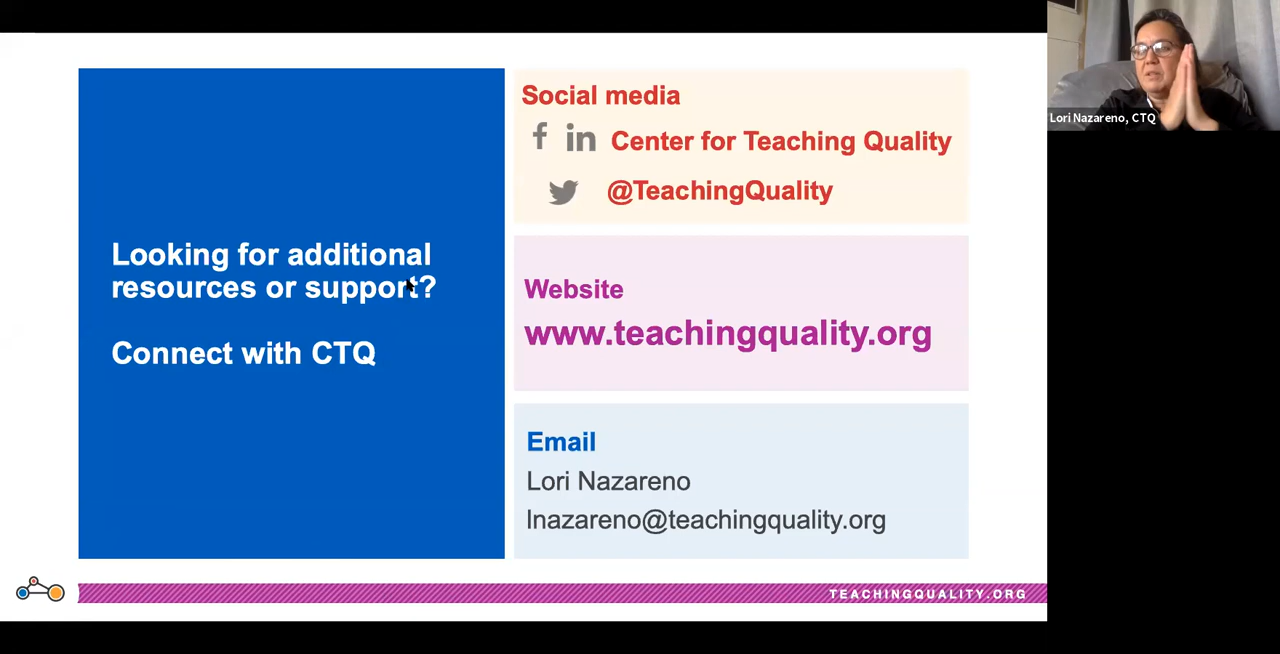 Looking for additional
resources or support?
Connect with CTQ
Social media
f in Center for Teaching Quality
@TeachingQuality
Website
www.teachingquality.org
Email
Lori Nazareno
lnazareno@teachingquality.org
TEACHINGQUALITY.ORG
Lori Nazareno, CTQ